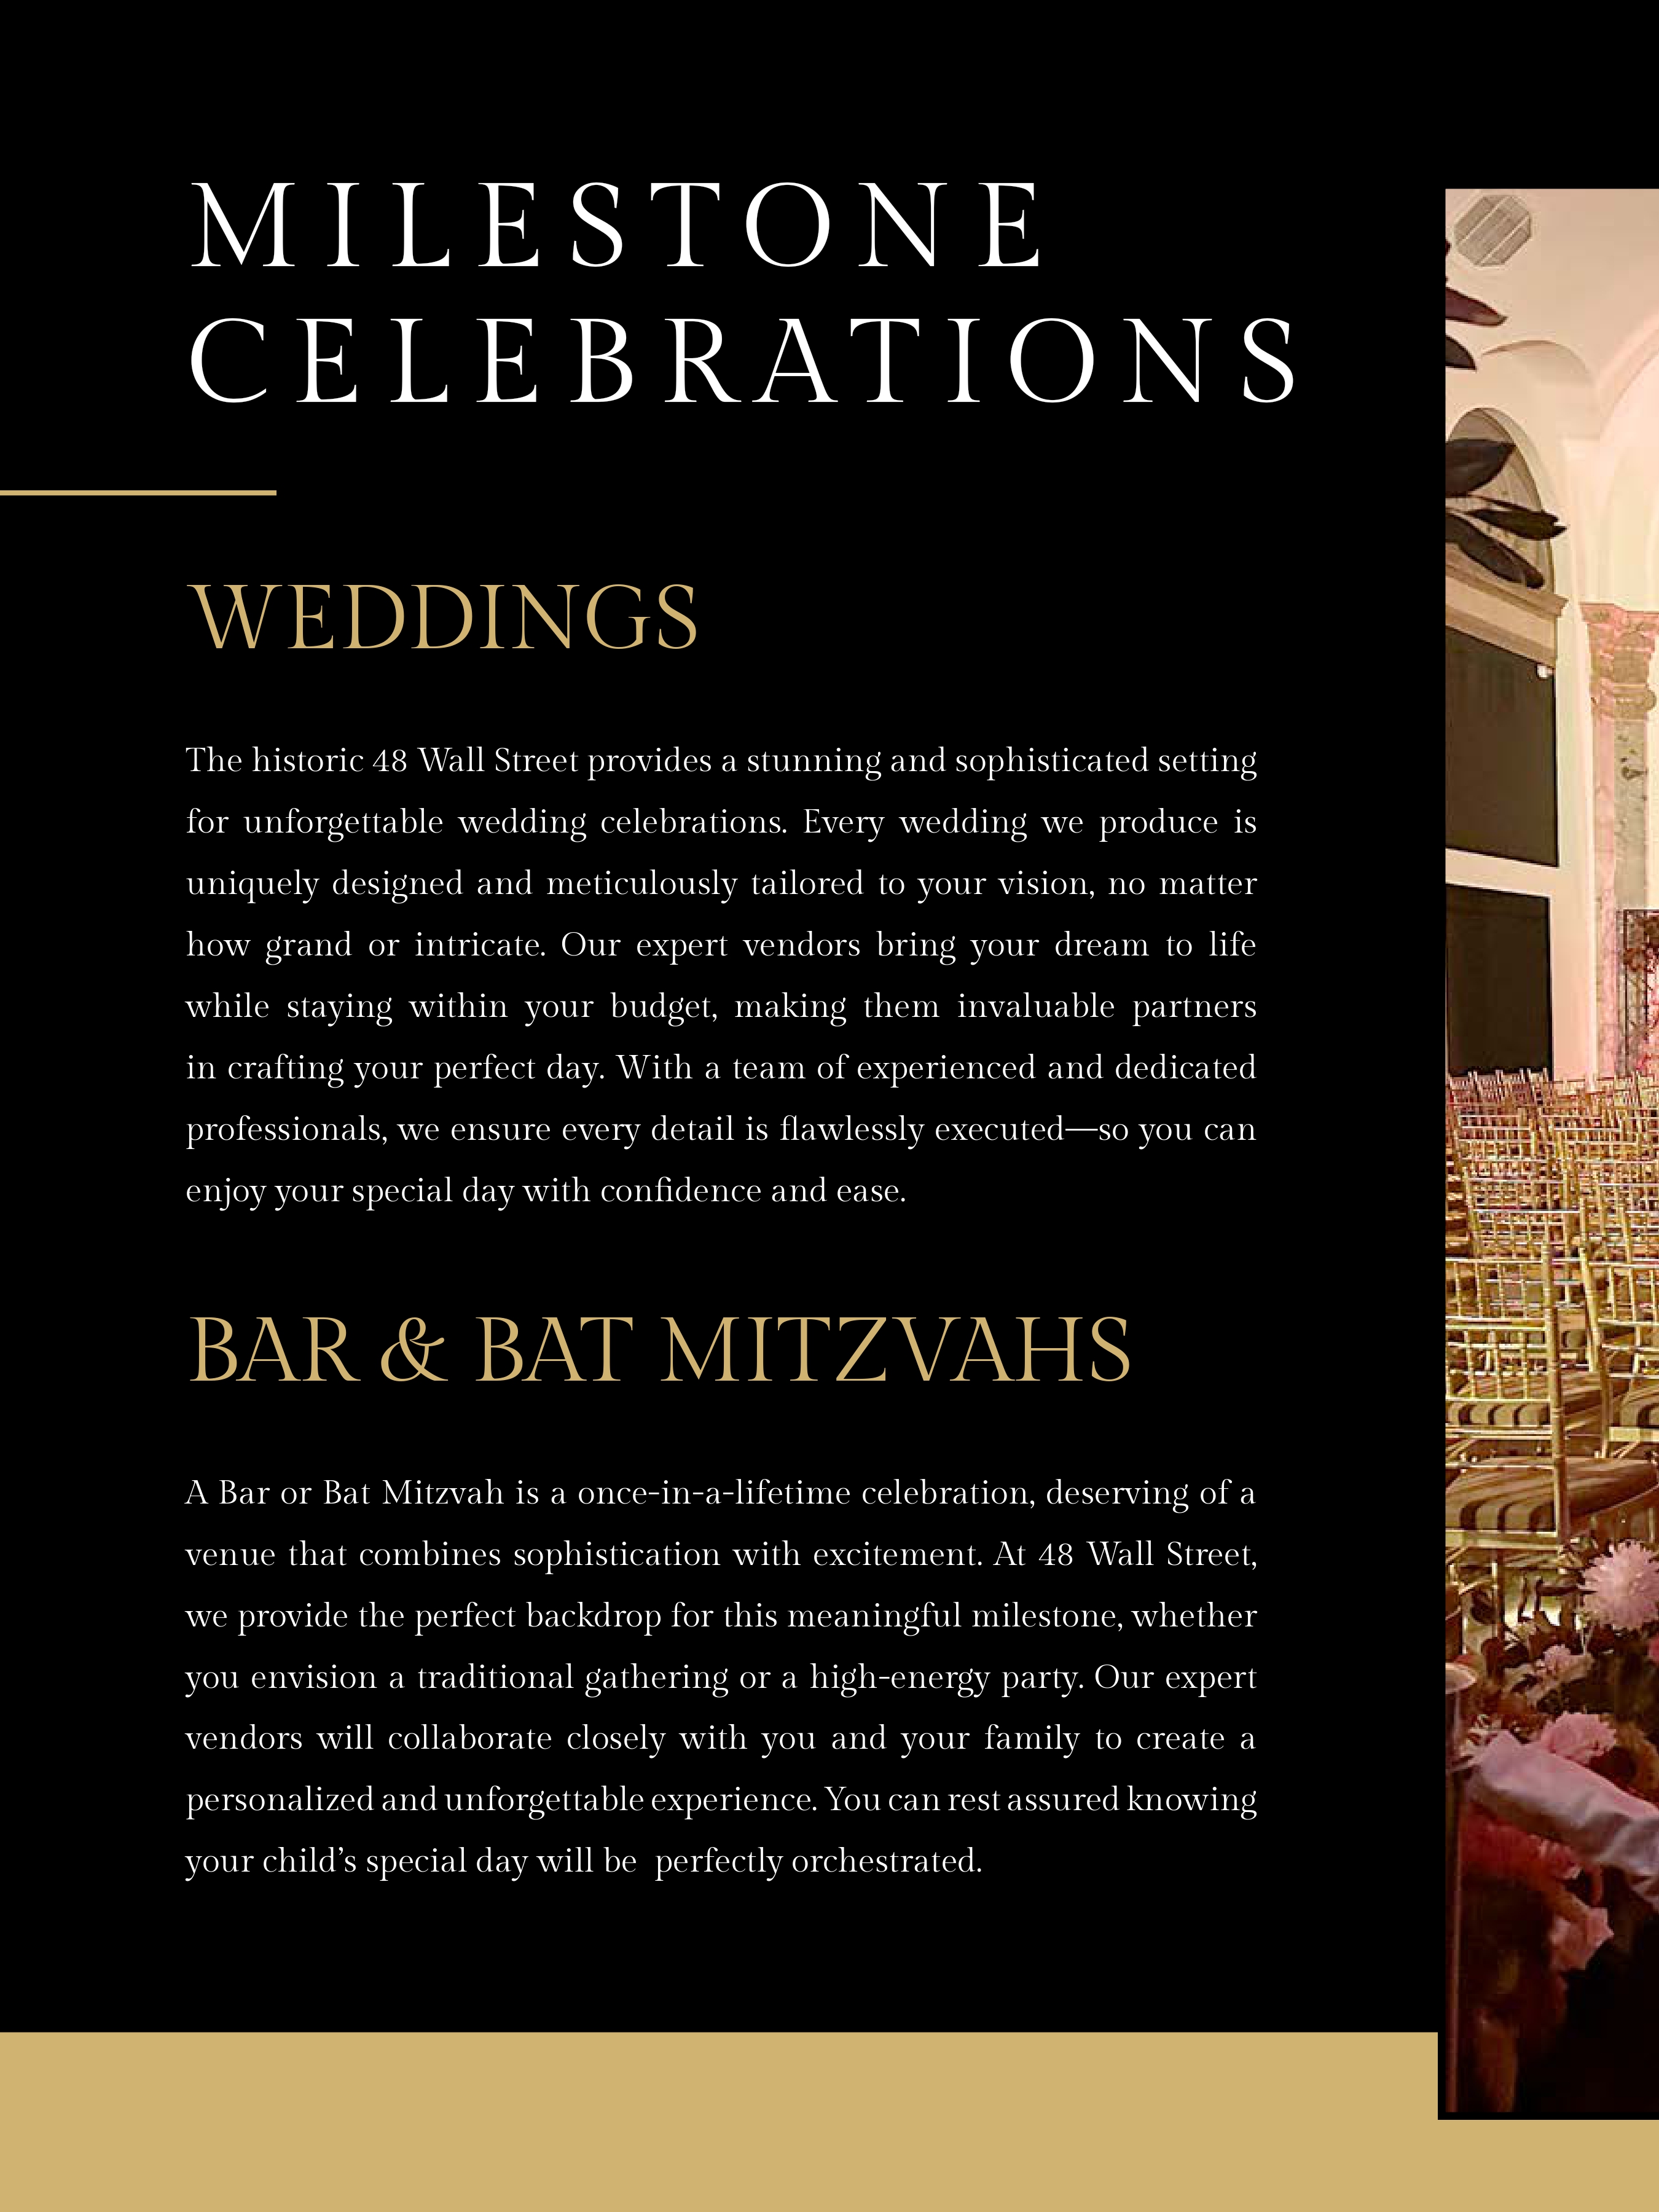 MILESTONE
CELEBRATIONS
WEDDINGS
The historic 48 Wall Street provides a stunning and sophisticated setting
for unforgettable wedding celebrations. Every wedding we produce is
uniquely designed and meticulously tailored to your vision, no matter
how grand or intricate. Our expert vendors bring your dream to life
while staying within your budget, making them invaluable partners
in crafting your perfect day. With a team of experienced and dedicated
professionals, we ensure every detail is flawlessly executed—so you can
enjoy your special day with confidence and ease.
BAR & BAT MITZVAHS
A Bar or Bat Mitzvah is a once-in-a-lifetime celebration, deserving of a
venue that combines sophistication with excitement. At 48 Wall Street,
we provide the perfect backdrop for this meaningful milestone, whether
you envision a traditional gathering or a high-energy party. Our expert
vendors will collaborate closely with you and your family to create a
personalized and unforgettable experience. You can rest assured knowing
your child’s special day will be  perfectly orchestrated.